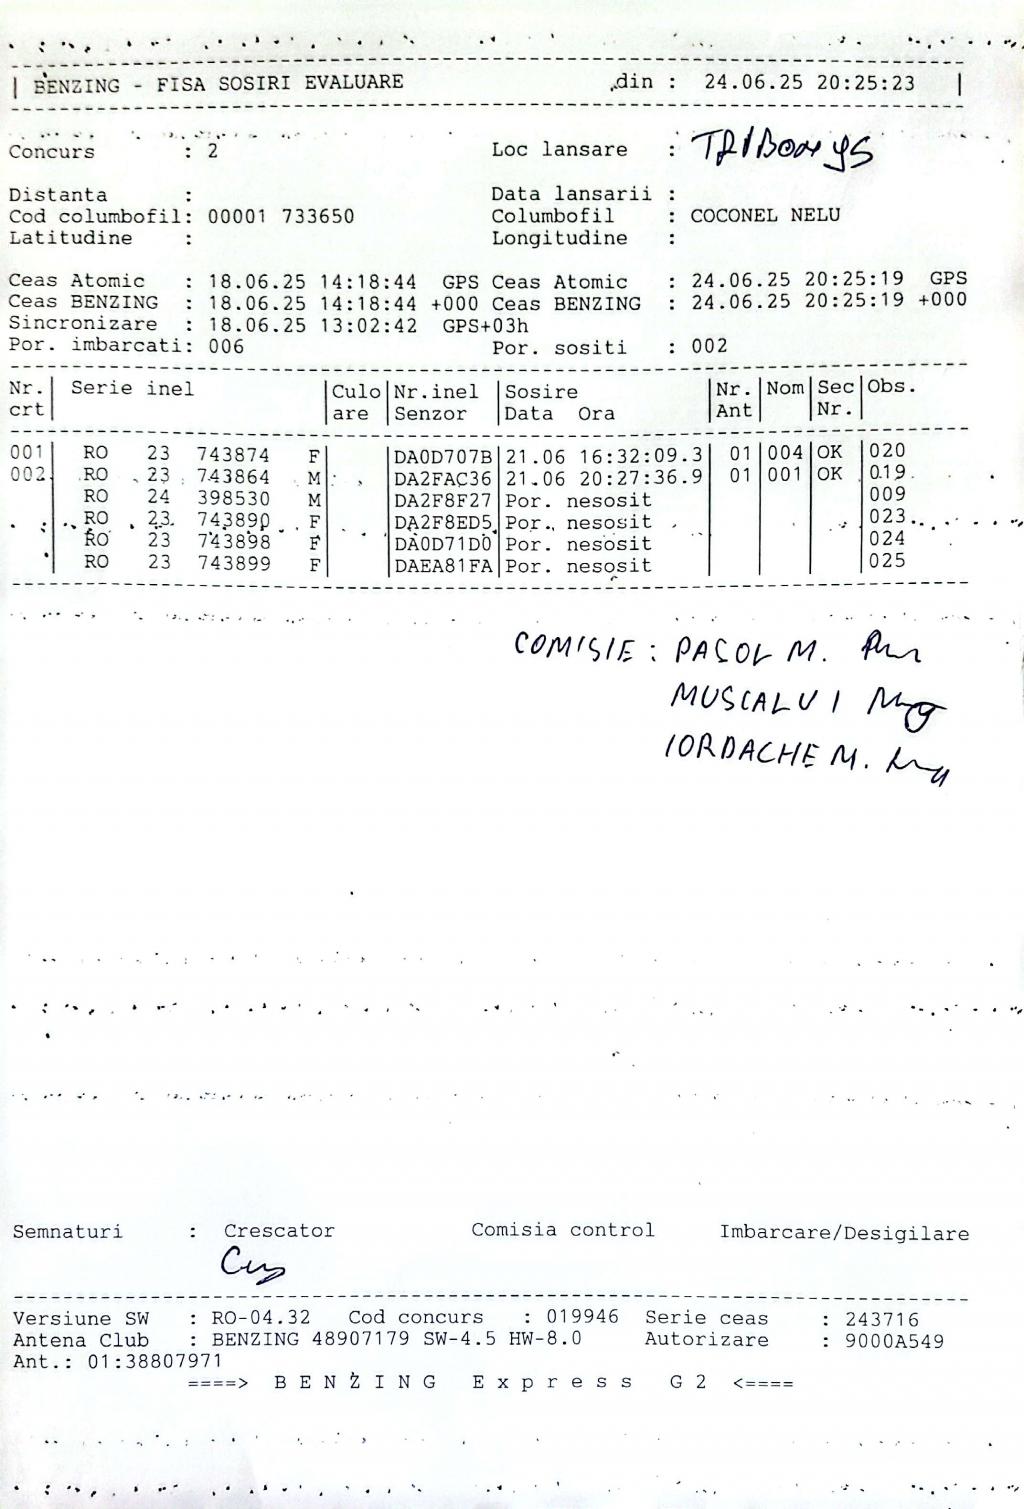 BENZING - FISA SOSIRI EVALUARE din : 24.06.25 20:25:23
Concurs : 2 Loc lansare :
Distanta : Data lansarii :
Cod columbofil: 00001 733650 Columbofil : COCONEL NELU
Latitudine : Longitudine :
Ceas Atomic : 18.06.25 14:18:44 GPS Ceas Atomic : 24.06.25 20:25:19 GPS
Ceas BENZING : 18.06.25 14:18:44 +000 Ceas BENZING : 24.06.25 20:25:19 +000
Sincronizare : 18.06.25 13:02:42 GPS+03h
Por. imbarcati: 006 Por. sositi : 002
Nr. | Serie inel | Culo | Nr.inel | Sosire | Nr. | Nom | Sec | Obs.
crt | | are | Senzor | Data Ora | Ant | | Nr. |
001 | RO 23 743874 F | | DA0D707B | 21.06 16:32:09.3 | 01 | 004 | OK | 020
002 | RO 23 743864 M | | DA2FAC36 | 21.06 20:27:36.9 | 01 | 001 | OK | 019
RO 24 398530 M | | DA2F8F27 | Por. nesosit | | | | 009
RO 23 743890 F | | DA2F8ED5 | Por. nesosit | | | | 023
RO 23 743898 F | | DA0D71D0 | Por. nesosit | | | | 024
RO 23 743899 F | | DAEA81FA | Por. nesosit | | | | 025
COMISIE : PASOL M.
MUSCALU I
IORDACHE M.
Semnaturi : Crescator Comisia control Imbarcare/Desigilare
Versiune SW : RO-04.32 Cod concurs : 019946 Serie ceas : 243716
Antena Club : BENZING 48907179 SW-4.5 HW-8.0 Autorizare : 9000A549
Ant.: 01:38807971
====> B E N Z I N G E x p r e s s G 2 <====